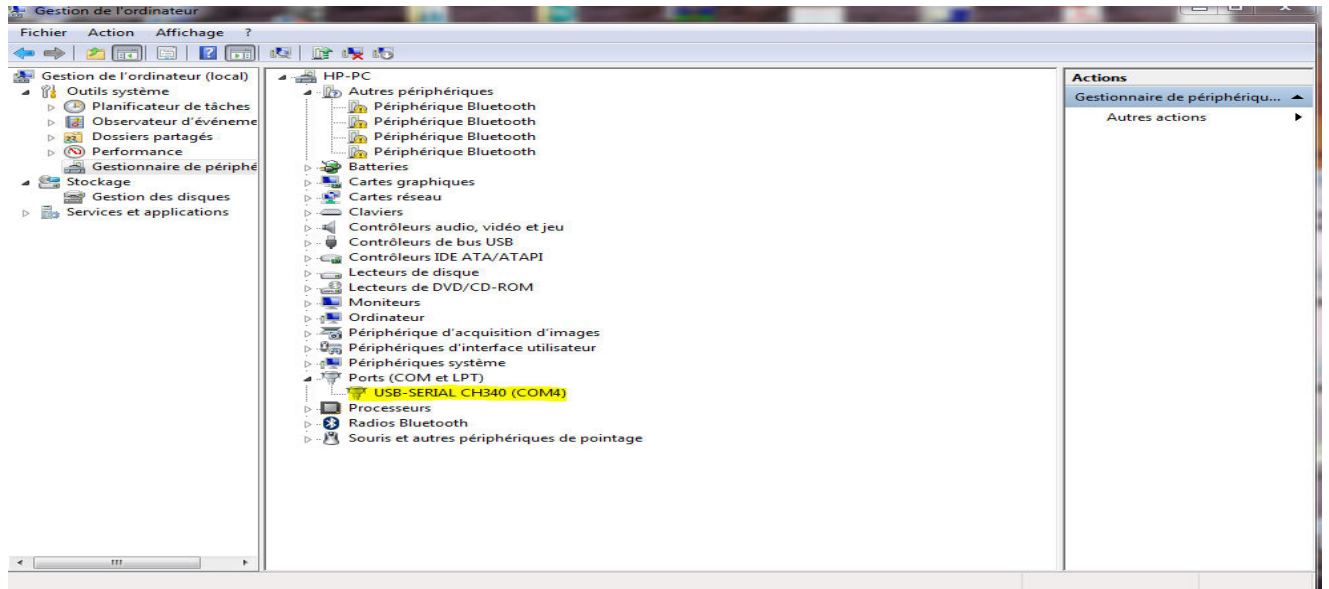 Gestion de l'ordinateur
Fichier Action Affichage ?
Gestion de l'ordinateur (local)
Outils système
Planificateur de tâches
Observateur d'événeme
Dossiers partagés
Performance
Gestionnaire de périphé
Stockage
Gestion des disques
Services et applications
HP-PC
Autres périphériques
Périphérique Bluetooth
Périphérique Bluetooth
Périphérique Bluetooth
Périphérique Bluetooth
Batteries
Cartes graphiques
Cartes réseau
Claviers
Contrôleurs audio, vidéo et jeu
Contrôleurs de bus USB
Contrôleurs IDE ATA/ATAPI
Lecteurs de disque
Lecteurs de DVD/CD-ROM
Moniteurs
Ordinateur
Périphérique d'acquisition d'images
Périphériques d'interface utilisateur
Périphériques système
Ports (COM et LPT)
USB-SERIAL CH340 (COM4)
Processeurs
Radios Bluetooth
Souris et autres périphériques de pointage
Actions
Gestionnaire de périphériqu...
Autres actions